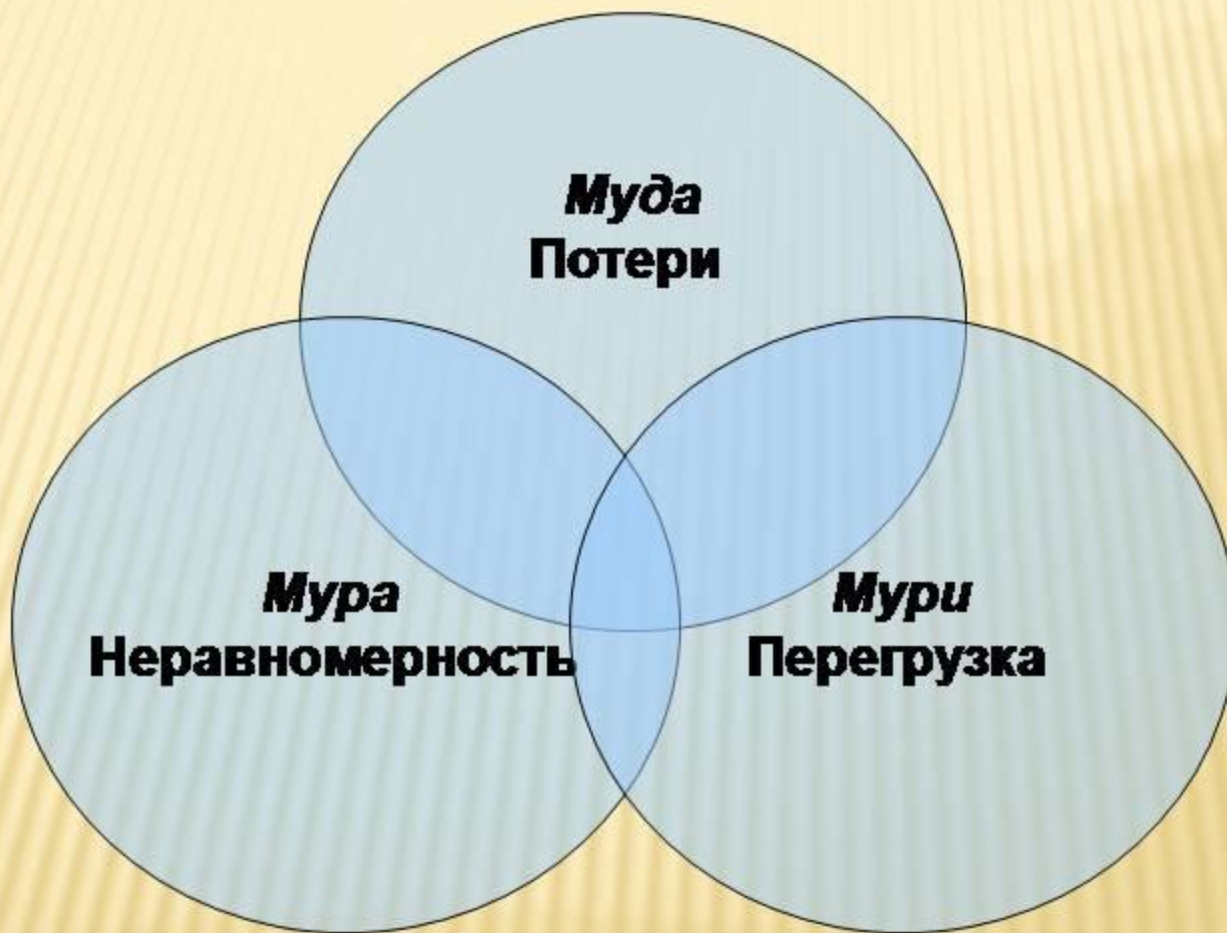 Муда
Потери
Мура
Неравномерность
Мури
Перегрузка